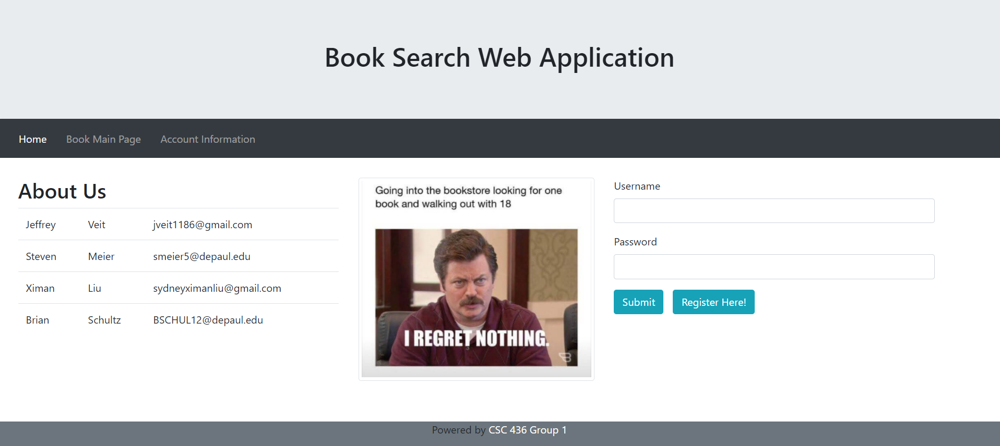 Book Search Web Application
Home Book Main Page Account Information
About Us
Jeffrey Veit jveit1186@gmail.com
Steven Meier smeier5@depaul.edu
Ximan Liu sydneyximanliu@gmail.com
Brian Schultz BSCHUL12@depaul.edu
Going into the bookstore looking for one
book and walking out with 18
I REGRET NOTHING.
Username
Password
Submit Register Here!
Powered by CSC 436 Group 1